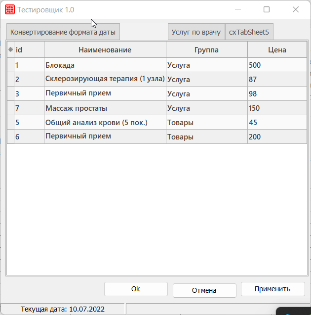 Тестировщик 1.0
Конвертирование формата даты Услуг по врачу cxTabSheet5
id Наименование Группа Цена
1 Блокада Услуга 500
2 Склерозирующая терапия (1 узла) Услуга 87
3 Первичный прием Услуга 98
7 Массаж простаты Услуга 150
5 Общий анализ крови (5 пок.) Товары 45
6 Первичный прием Товары 200
Ок Отмена Применить
Текущая дата: 10.07.2022